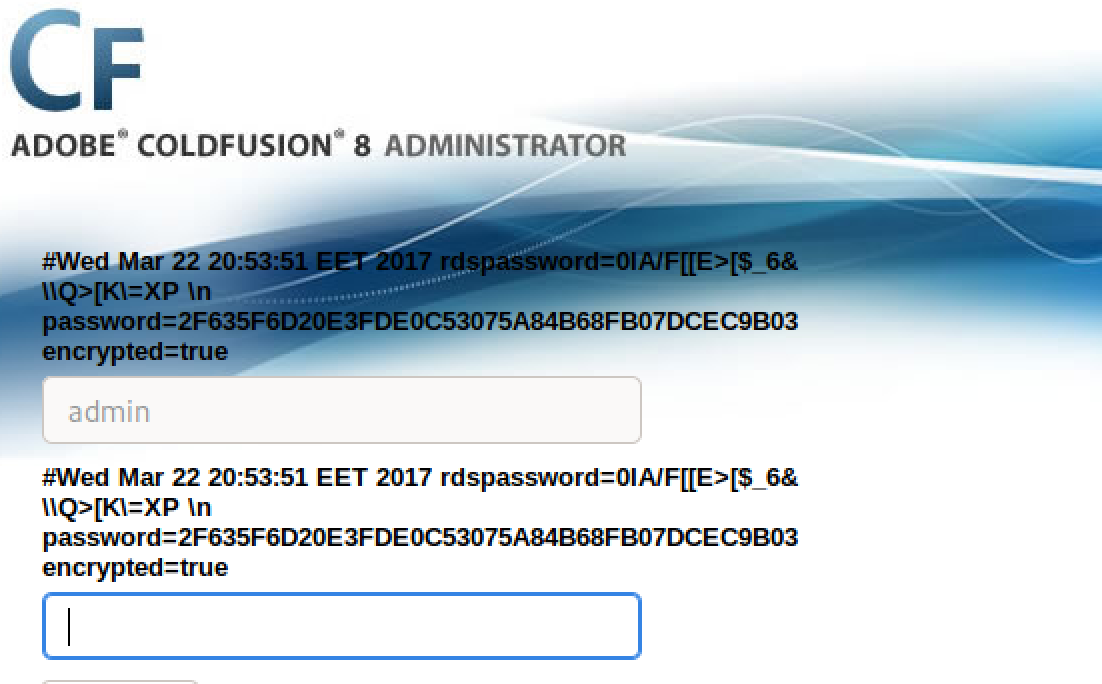 CF
ADOBE® COLDFUSION® 8 ADMINISTRATOR
#Wed Mar 22 20:53:51 EET 2017 rdspassword=0IA/F[[E>[$_6&
\\Q>[K\=XP \n
password=2F635F6D20E3FDE0C53075A84B68FB07DCEC9B03
encrypted=true
admin
#Wed Mar 22 20:53:51 EET 2017 rdspassword=0IA/F[[E>[$_6&
\\Q>[K\=XP \n
password=2F635F6D20E3FDE0C53075A84B68FB07DCEC9B03
encrypted=true